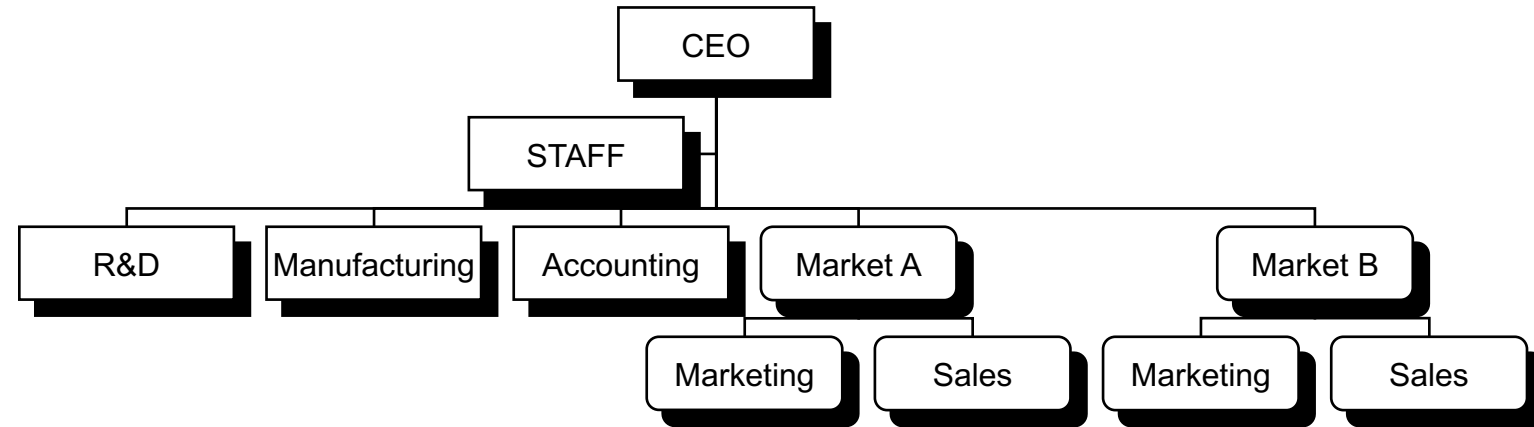 CEO
STAFF
R&D
Manufacturing
Accounting
Market A
Market B
Marketing
Sales
Marketing
Sales